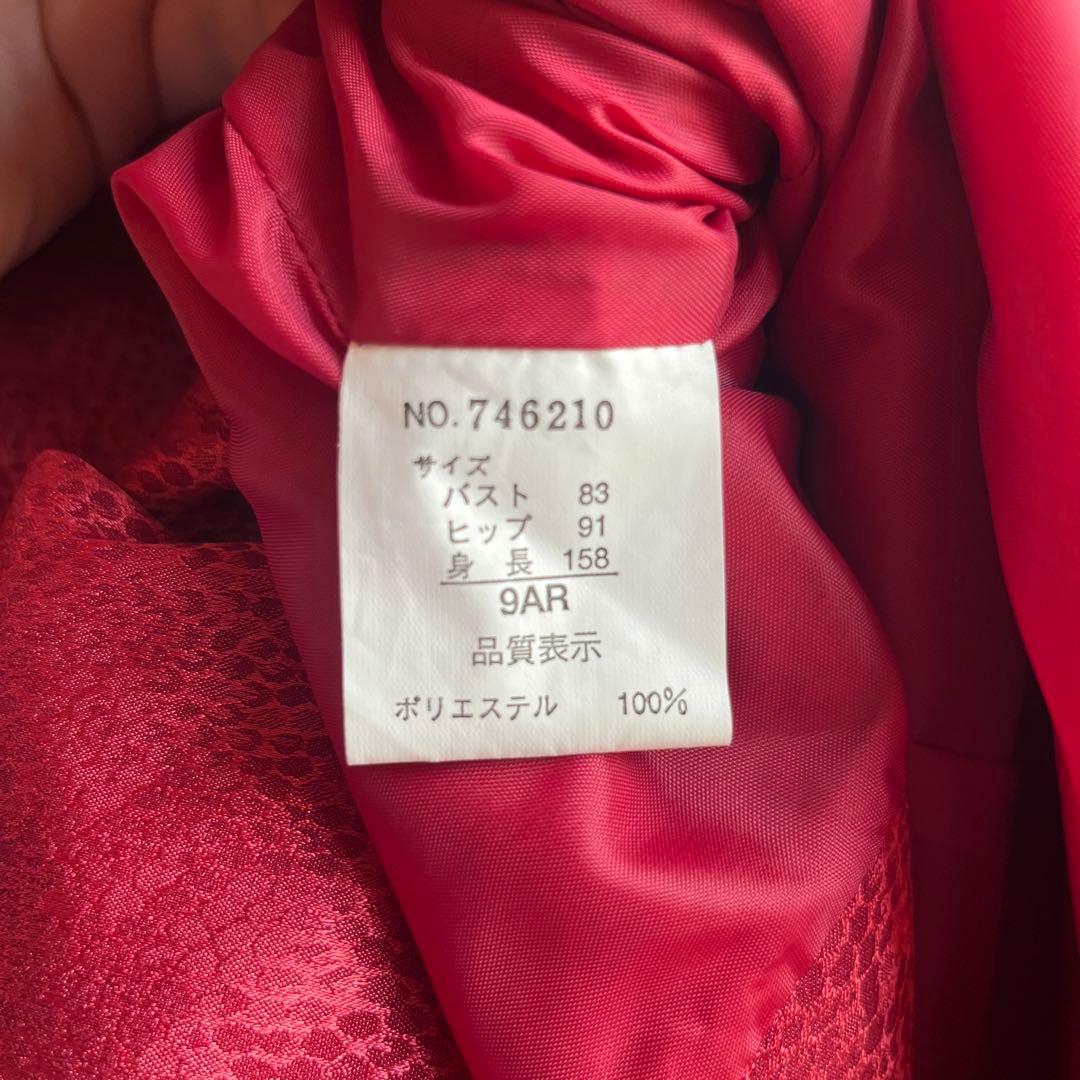 NO.746210
サイズ
バスト 83
ヒップ 91
身長 158
9AR
品質表示
ポリエステル 100%